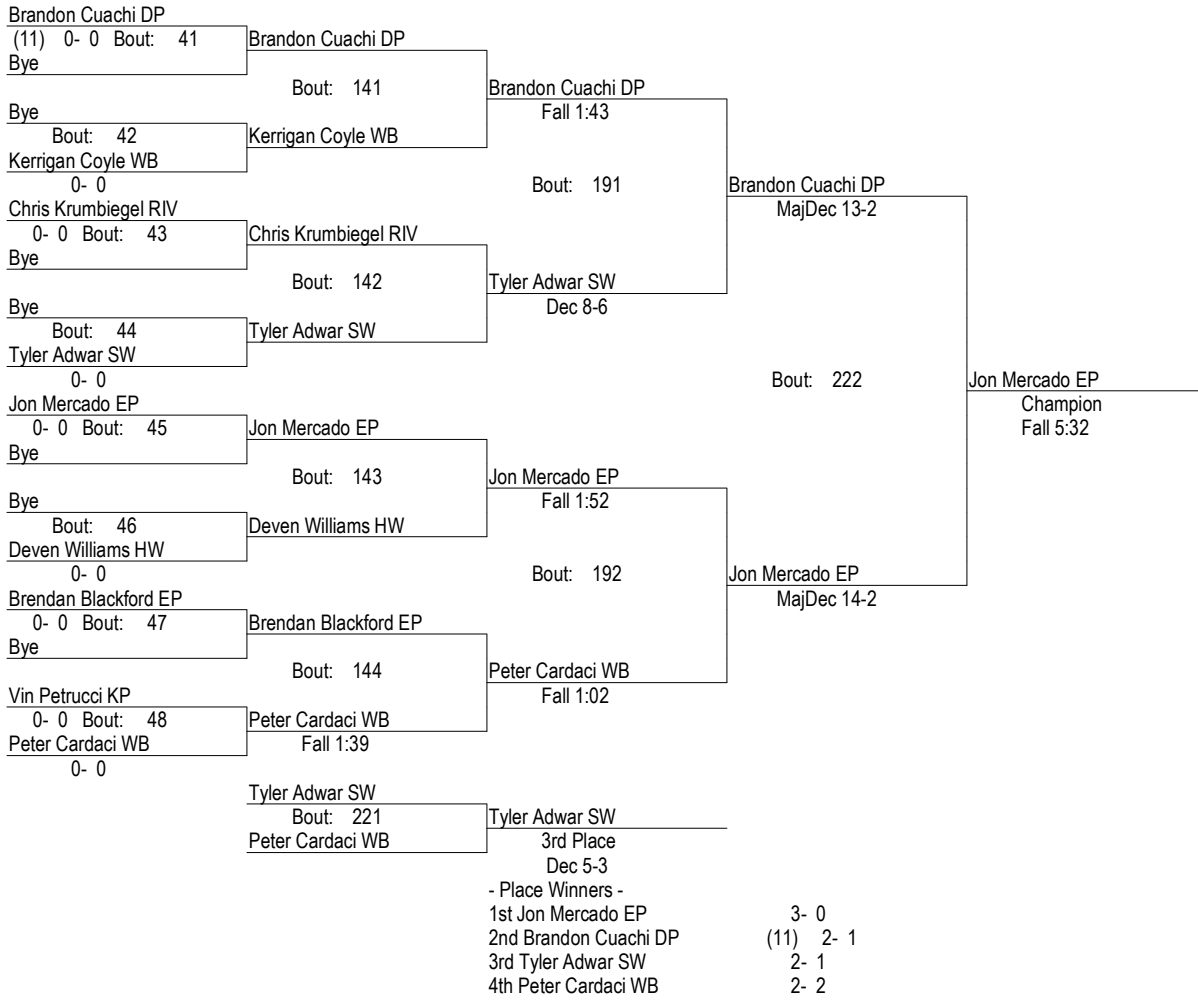 Brandon Cuachi DP
(11) 0- 0 Bout: 41
Bye
Brandon Cuachi DP
Bout: 141
Bye
Bout: 42
Kerrigan Coyle WB
0- 0
Kerrigan Coyle WB
Brandon Cuachi DP
Fall 1:43
Bout: 191
Chris Krumbiegel RIV
0- 0 Bout: 43
Bye
Chris Krumbiegel RIV
Bout: 142
Bye
Bout: 44
Tyler Adwar SW
0- 0
Tyler Adwar SW
Tyler Adwar SW
Dec 8-6
Brandon Cuachi DP
MajDec 13-2
Bout: 222
Jon Mercado EP
0- 0 Bout: 45
Bye
Jon Mercado EP
Bout: 143
Bye
Bout: 46
Deven Williams HW
0- 0
Deven Williams HW
Jon Mercado EP
Fall 1:52
Bout: 192
Brendan Blackford EP
0- 0 Bout: 47
Bye
Brendan Blackford EP
Bout: 144
Vin Petrucci KP
0- 0 Bout: 48
Peter Cardaci WB
0- 0
Peter Cardaci WB
Fall 1:39
Peter Cardaci WB
Fall 1:02
Jon Mercado EP
MajDec 14-2
Jon Mercado EP
Champion
Fall 5:32
Tyler Adwar SW
Bout: 221
Peter Cardaci WB
Tyler Adwar SW
3rd Place
Dec 5-3
- Place Winners -
1st Jon Mercado EP 3- 0
2nd Brandon Cuachi DP (11) 2- 1
3rd Tyler Adwar SW 2- 1
4th Peter Cardaci WB 2- 2